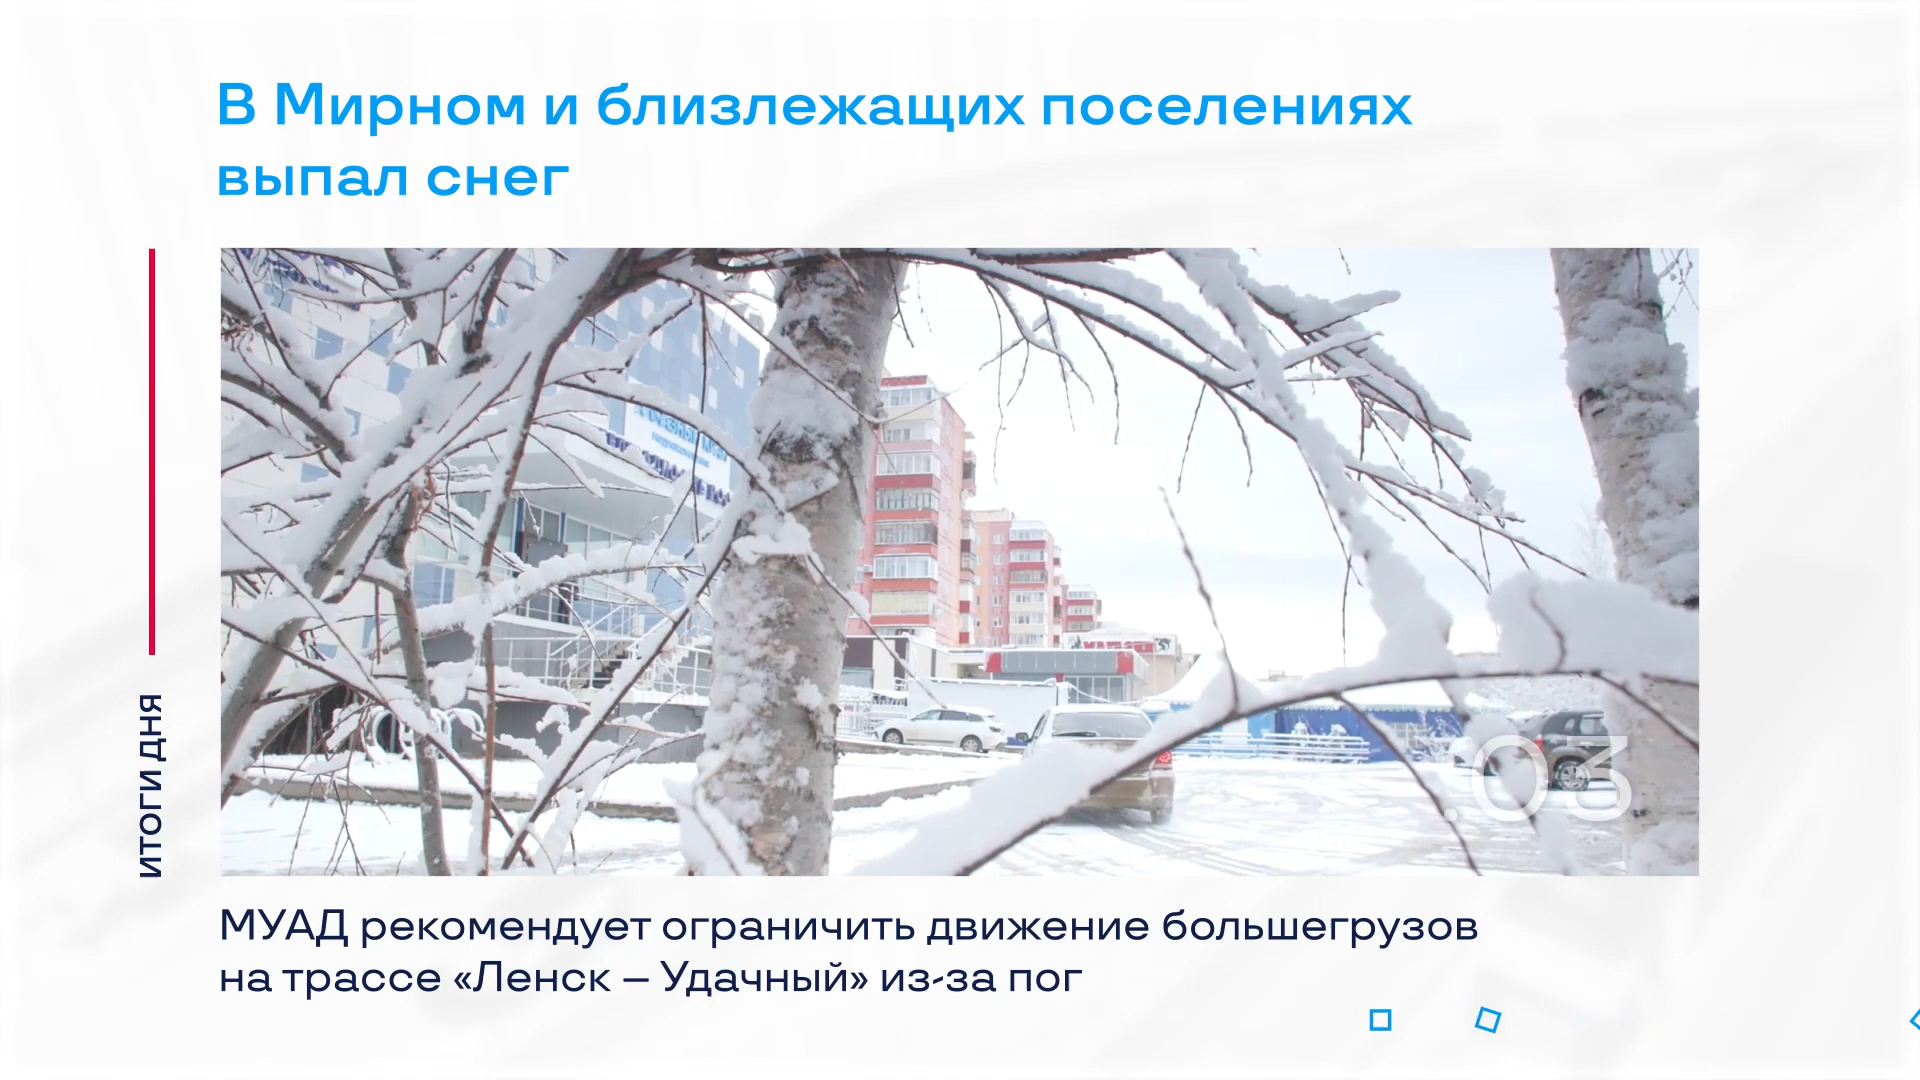 В Мирном и близлежащих поселениях
выпал снег
ИТОГИ ДНЯ
.03
МУАД рекомендует ограничить движение большегрузов
на трассе «Ленск – Удачный» из-за пог